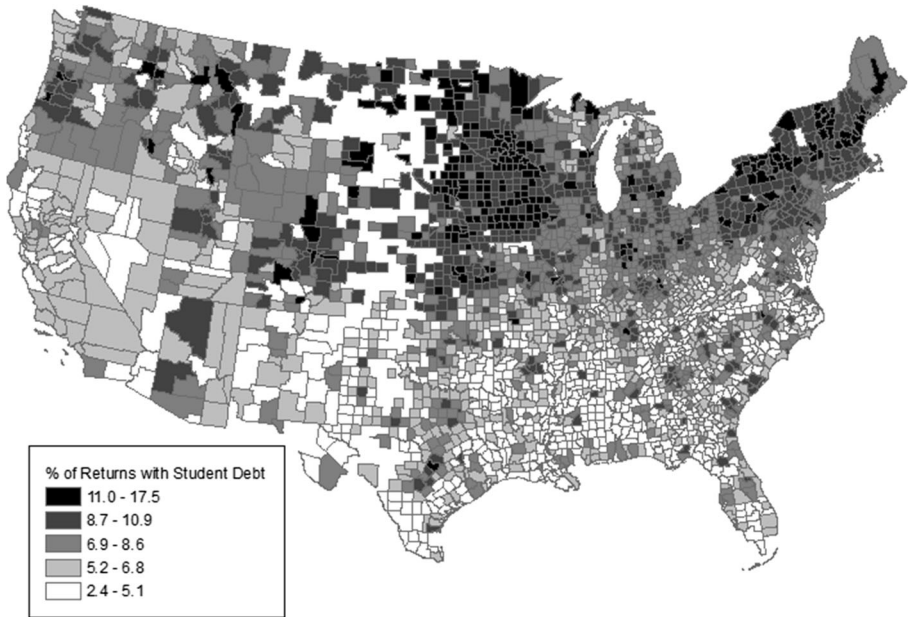 % of Returns with Student Debt
11.0 - 17.5
8.7 - 10.9
6.9 - 8.6
5.2 - 6.8
2.4 - 5.1